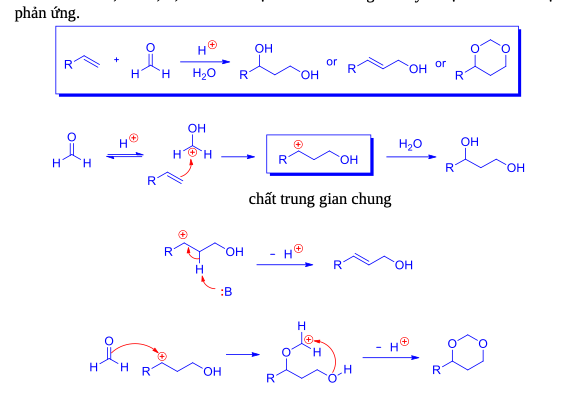 phản ứng.
R + O H H H⊕ H₂O OH R OH or R OH or O O R
O H H H⊕ OH H ⊕ H R ⊕ R OH H₂O OH R OH
chất trung gian chung
⊕ R OH H :B - H⊕ R OH
O H H ⊕ R OH H ⊕ H O R O H - H⊕ O O R